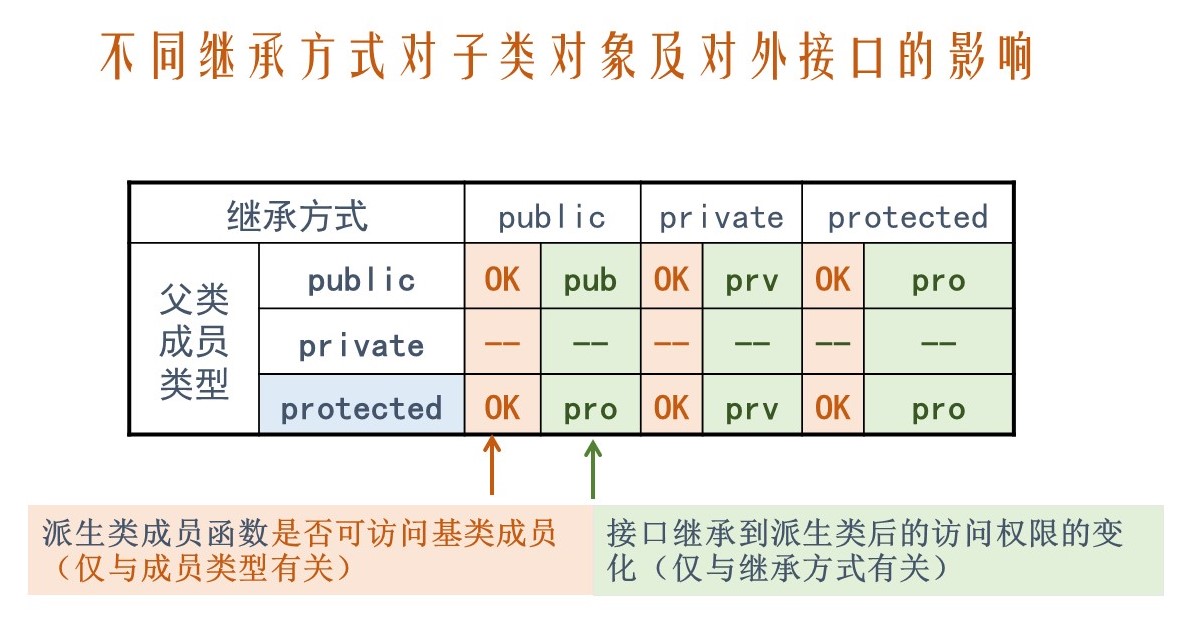 不同继承方式对子类对象及对外接口的影响
继承方式 public private protected
父类成员类型
public OK pub OK prv OK pro
private -- -- -- -- -- --
protected OK pro OK prv OK pro
派生类成员函数是否可访问基类成员
（仅与成员类型有关）
接口继承到派生类后的访问权限的变
化（仅与继承方式有关）